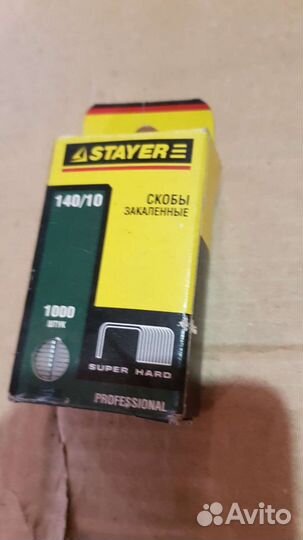 STAYER
140/10
СКОБЫ
ЗАКАЛЕННЫЕ
1000
ШТУК
SUPER HARD
PROFESSIONAL
Avito